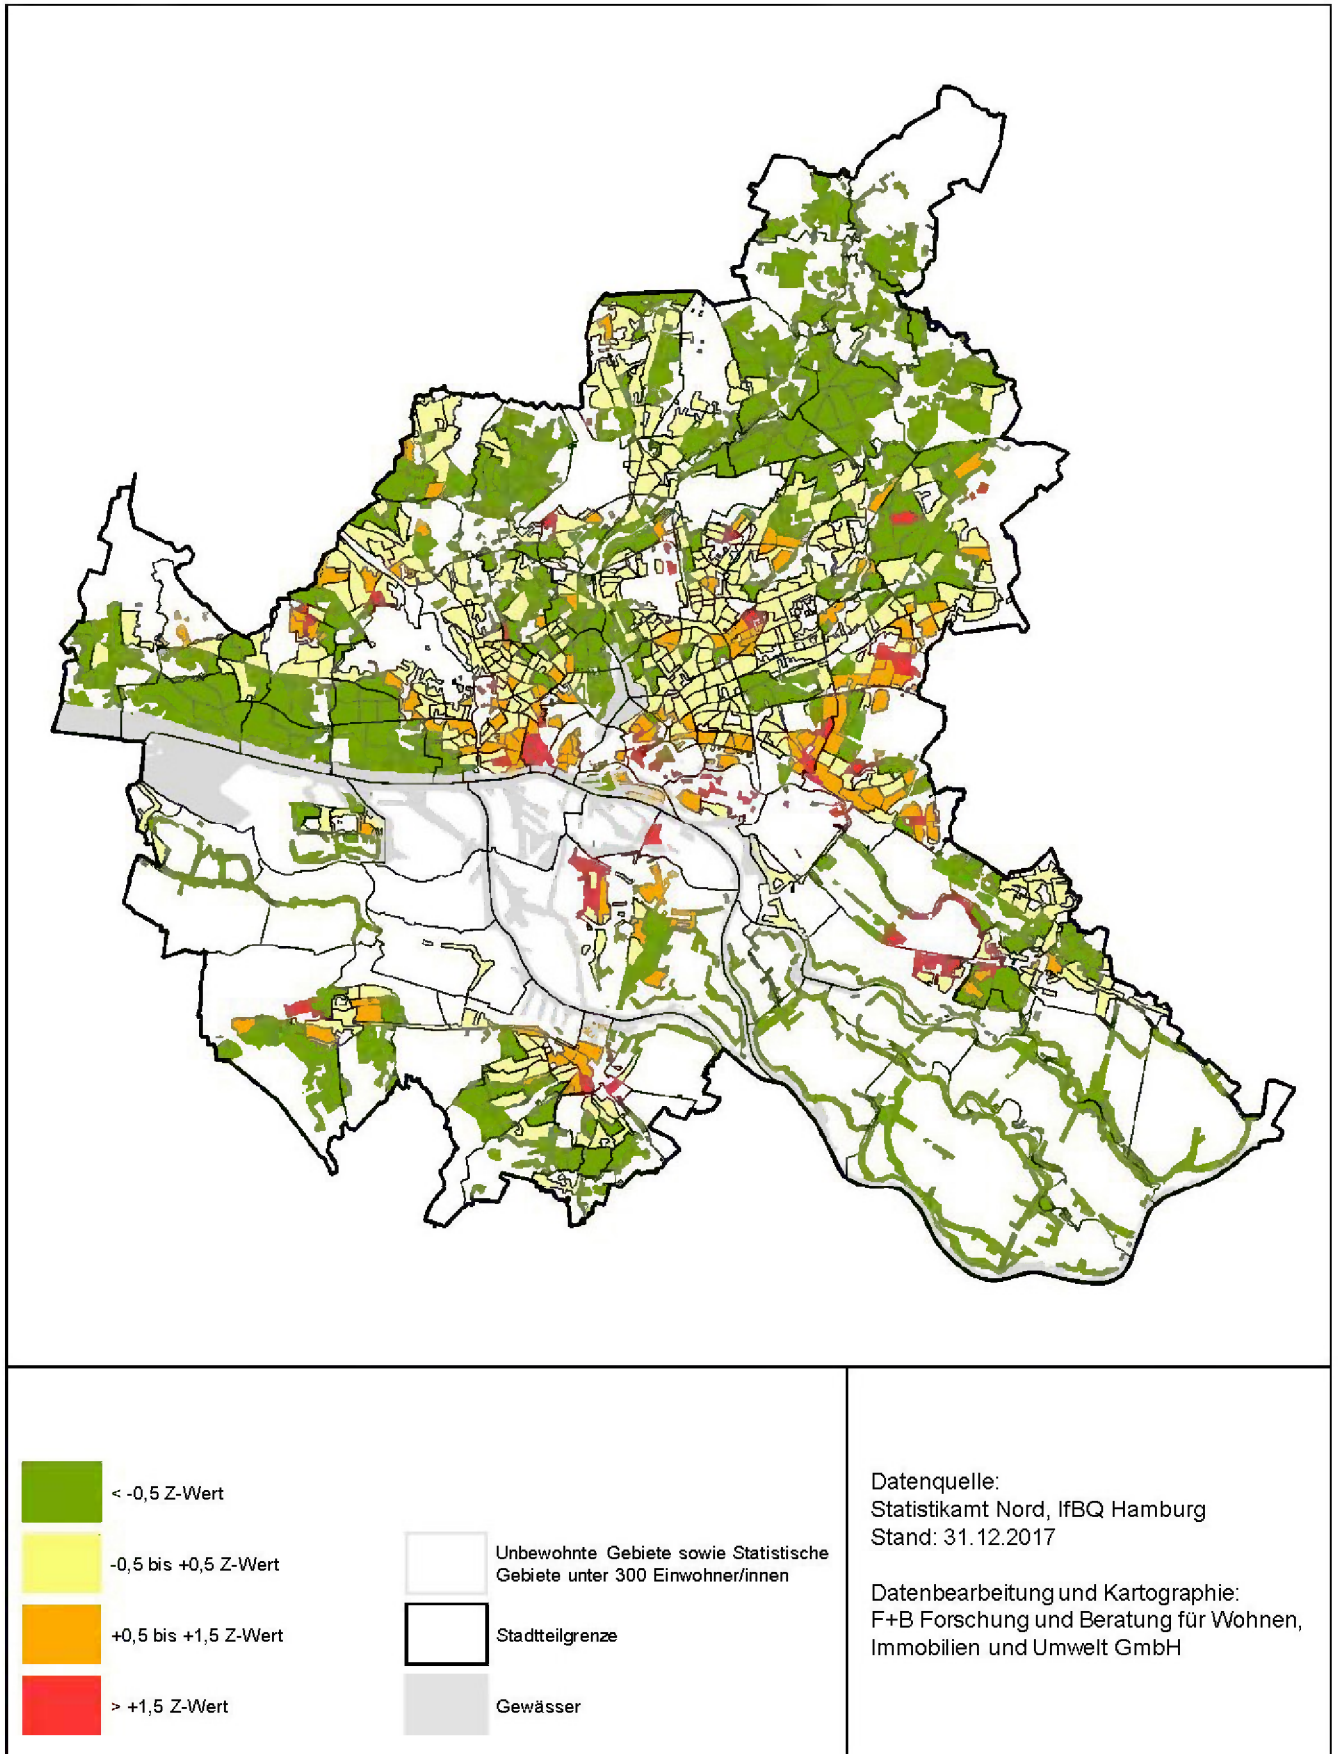 < -0,5 Z-Wert
-0,5 bis +0,5 Z-Wert
+0,5 bis +1,5 Z-Wert
> +1,5 Z-Wert
Unbewohnte Gebiete sowie Statistische
Gebiete unter 300 Einwohner/innen
Stadtteilgrenze
Gewässer
Datenquelle:
Statistikamt Nord, IfBQ Hamburg
Stand: 31.12.2017
Datenbearbeitung und Kartographie:
F+B Forschung und Beratung für Wohnen,
Immobilien und Umwelt GmbH